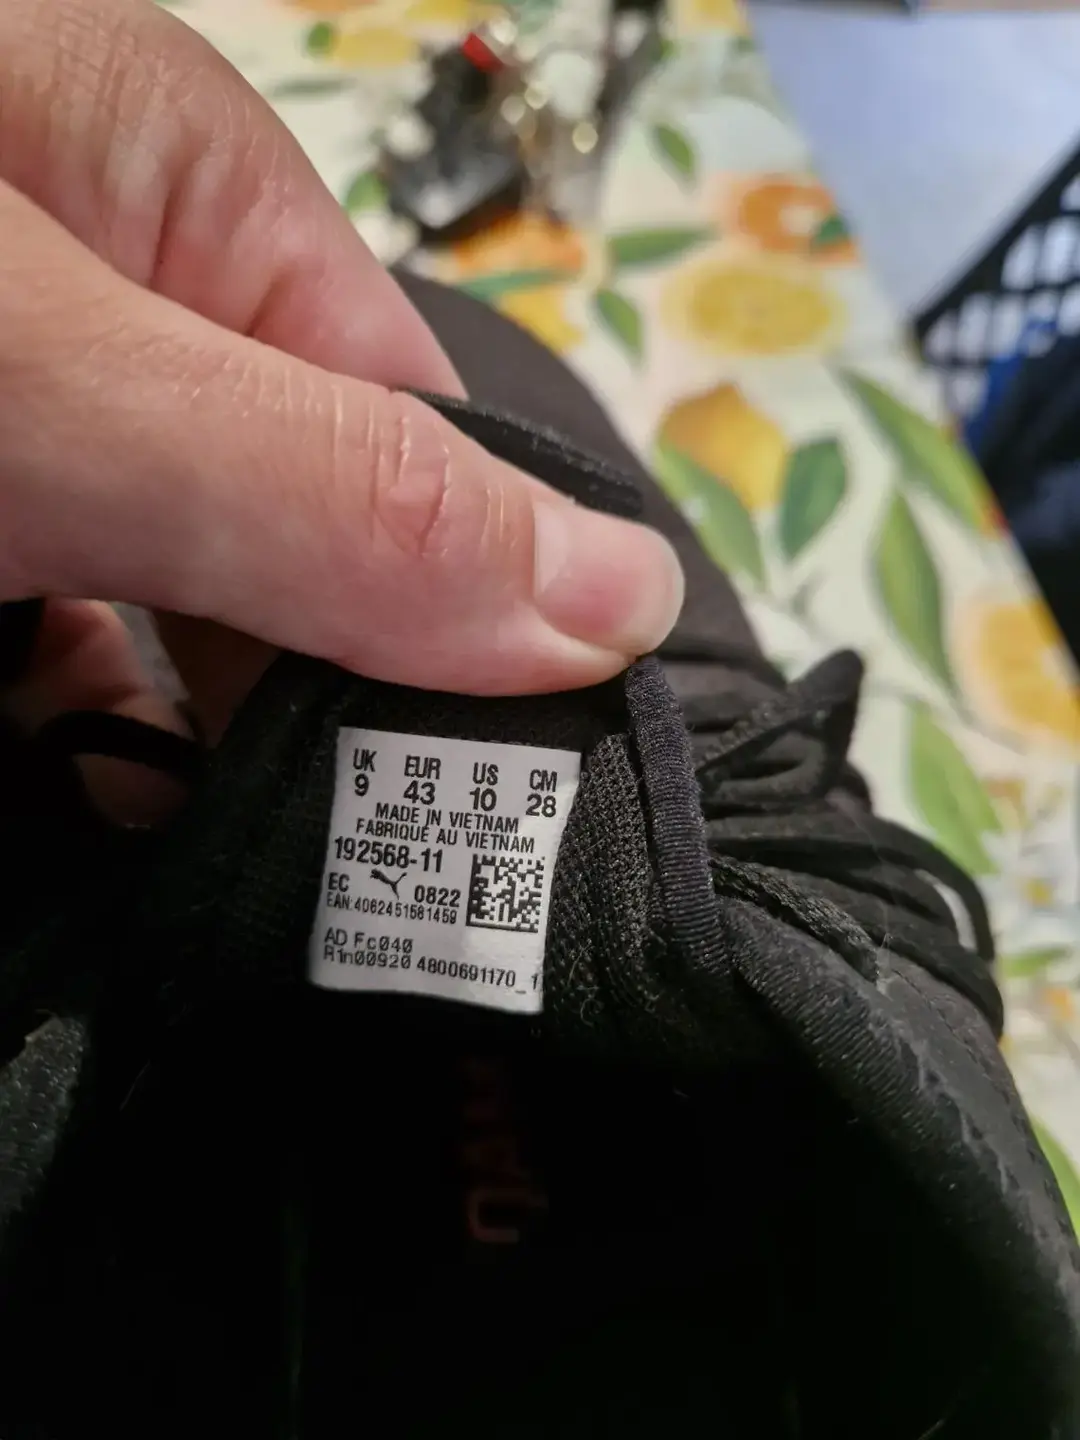 UK EUR US CM
9 43 10 28
MADE IN VIETNAM
FABRIQUÉ AU VIETNAM
192568-11
EC 0822
EAN:4062451581459
AD Fc040
R1n00920 4800691170_1